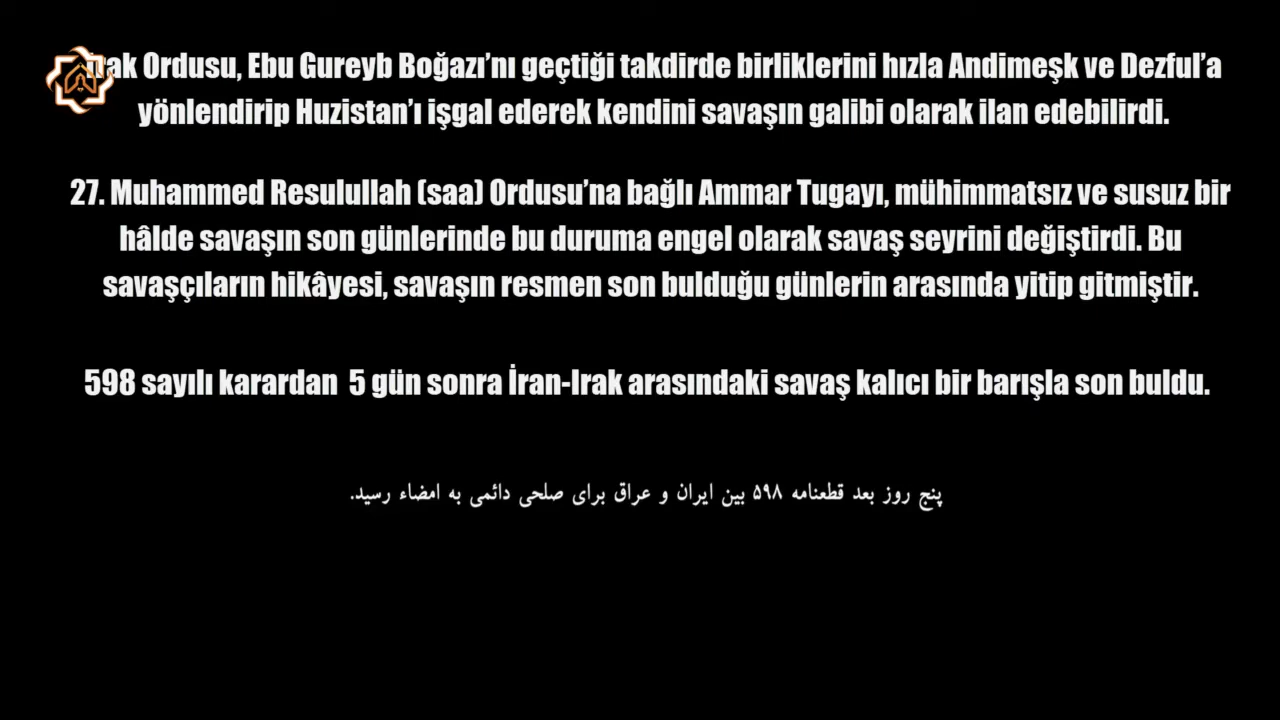 Irak Ordusu, Ebu Gureyb Boğazı’nı geçtiği takdirde birliklerini hızla Andimeşk ve Dezful’a
yönlendirip Huzistan’ı işgal ederek kendini savaşın galibi olarak ilan edebilirdi.
27. Muhammed Resulullah (saa) Ordusu’na bağlı Ammar Tugayı, mühimmatsız ve susuz bir
hâlde savaşın son günlerinde bu duruma engel olarak savaş seyrini değiştirdi. Bu
savaşçıların hikâyesi, savaşın resmen son bulduğu günlerin arasında yitip gitmiştir.
598 sayılı karardan 5 gün sonra İran-Irak arasındaki savaş kalıcı bir barışla son buldu.
پنج روز بعد قطعنامه ۵۹۸ بین ایران و عراق برای صلحی دائمی به امضاء رسید.